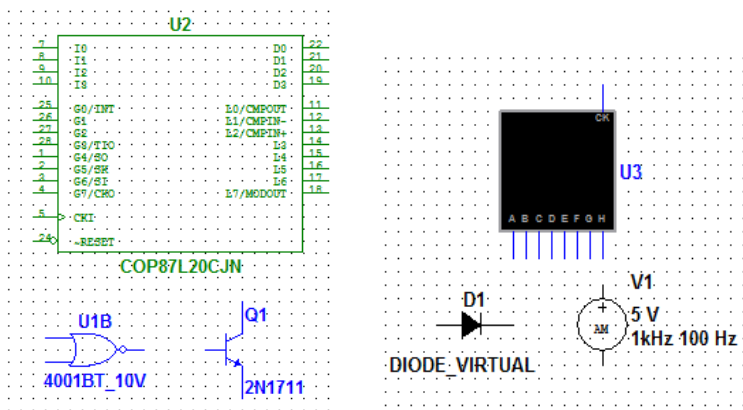 U2
7 I0 D0 22
8 I1 D1 21
9 I2 D2 20
10 I3 D3 19
25 G0/INT L0/CMPOUT 11
26 G1 L1/CMPIN- 12
27 G2 L2/CMPIN+ 13
28 G3/TIO L3 14
1 G4/SO L4 15
2 G5/SK L5 16
3 G6/SI L6 17
4 G7/CKO L7/MODOUT 18
5 CKI
24 ~RESET
COP87L20CJN
U1B
4001BT_10V
Q1
2N1711
CK
U3
A B C D E F G H
D1
DIODE_VIRTUAL
V1
+
AM
5 V
1kHz 100 Hz